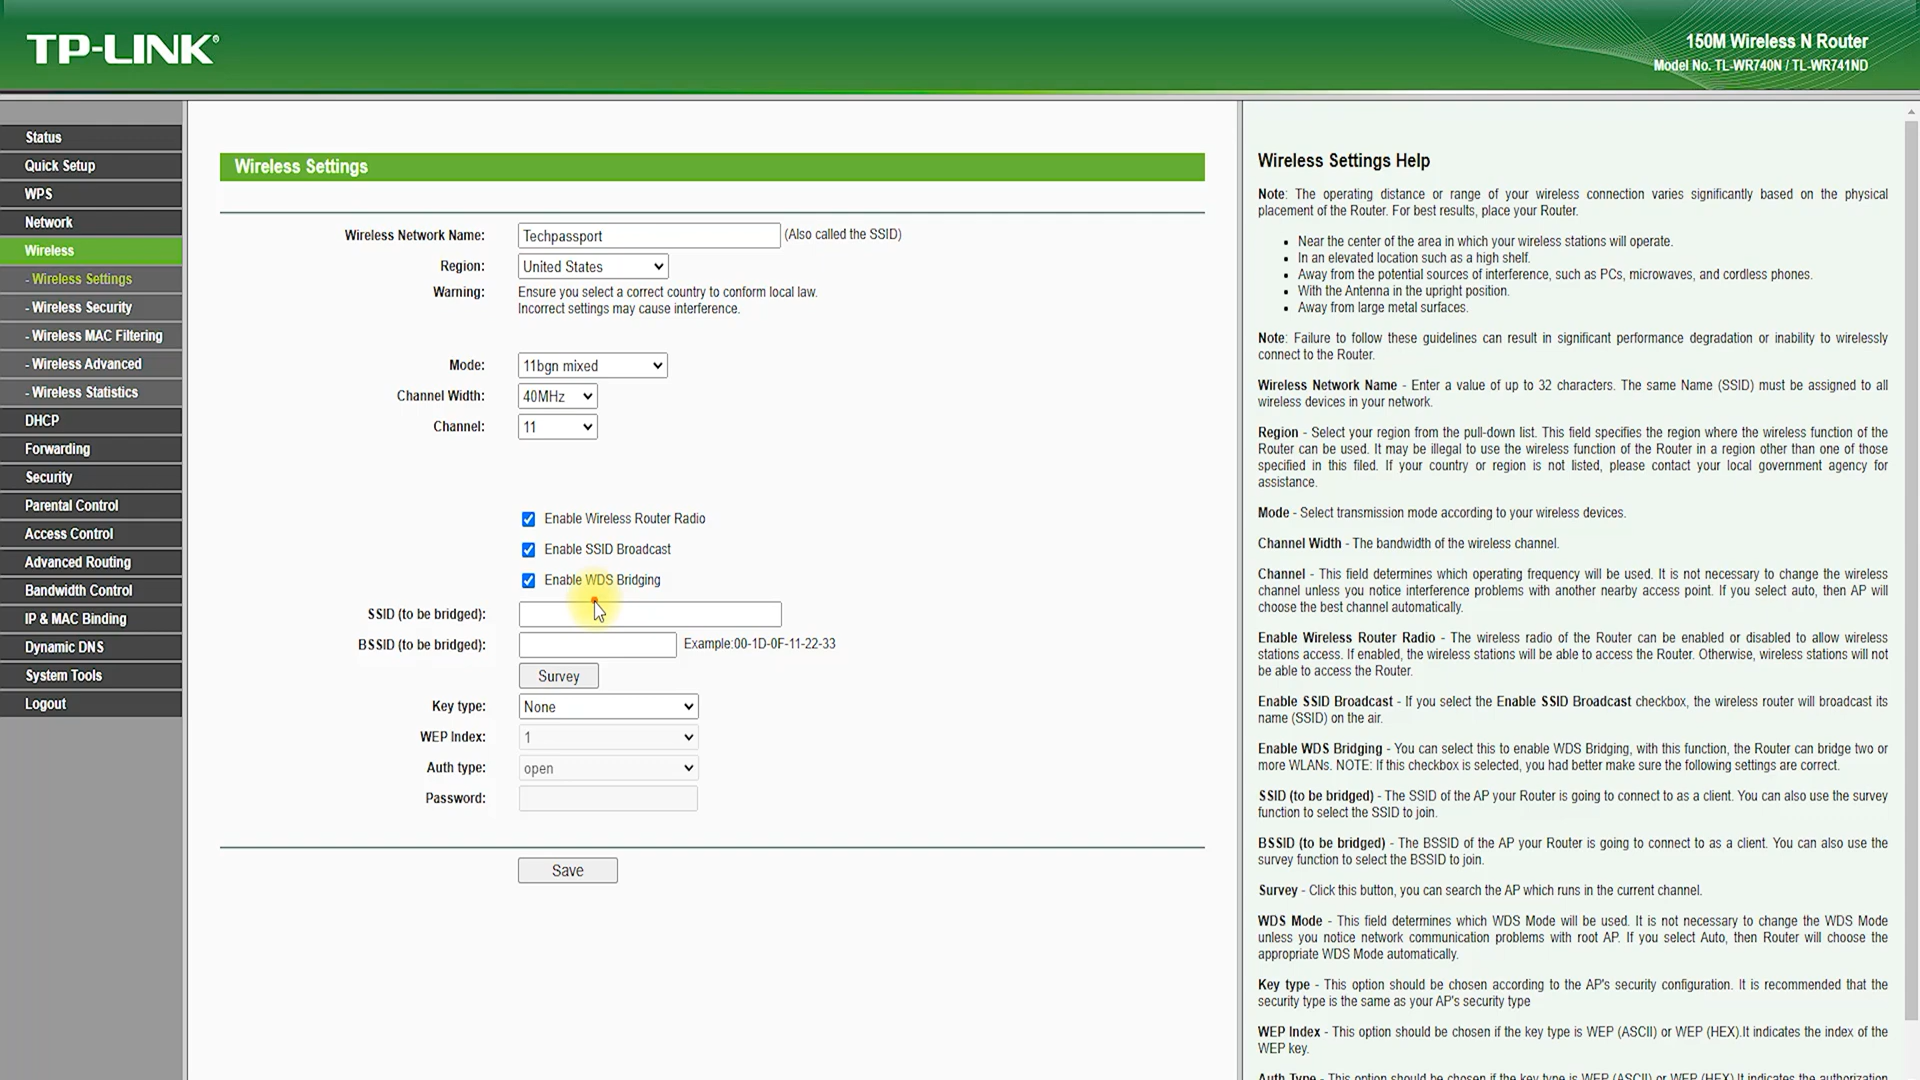 TP-LINK®
150M Wireless N Router
Model No. TL-WR740N / TL-WR741ND
Status
Quick Setup
WPS
Network
Wireless
- Wireless Settings
- Wireless Security
- Wireless MAC Filtering
- Wireless Advanced
- Wireless Statistics
DHCP
Forwarding
Security
Parental Control
Access Control
Advanced Routing
Bandwidth Control
IP & MAC Binding
Dynamic DNS
System Tools
Logout
Wireless Settings
Wireless Network Name: Techpassport (Also called the SSID)
Region: United States
Warning: Ensure you select a correct country to conform local law.
Incorrect settings may cause interference.
Mode: 11bgn mixed
Channel Width: 40MHz
Channel: 11
Enable Wireless Router Radio
Enable SSID Broadcast
Enable WDS Bridging
SSID (to be bridged):
BSSID (to be bridged): Example:00-1D-0F-11-22-33
Survey
Key type: None
WEP Index: 1
Auth type: open
Password:
Save
Wireless Settings Help
Note: The operating distance or range of your wireless connection varies significantly based on the physical
placement of the Router. For best results, place your Router.
• Near the center of the area in which your wireless stations will operate.
• In an elevated location such as a high shelf.
• Away from the potential sources of interference, such as PCs, microwaves, and cordless phones.
• With the Antenna in the upright position.
• Away from large metal surfaces.
Note: Failure to follow these guidelines can result in significant performance degradation or inability to wirelessly
connect to the Router.
Wireless Network Name - Enter a value of up to 32 characters. The same Name (SSID) must be assigned to all
wireless devices in your network.
Region - Select your region from the pull-down list. This field specifies the region where the wireless function of the
Router can be used. It may be illegal to use the wireless function of the Router in a region other than one of those
specified in this filed. If your country or region is not listed, please contact your local government agency for
assistance.
Mode - Select transmission mode according to your wireless devices.
Channel Width - The bandwidth of the wireless channel.
Channel - This field determines which operating frequency will be used. It is not necessary to change the wireless
channel unless you notice interference problems with another nearby access point. If you select auto, then AP will
choose the best channel automatically.
Enable Wireless Router Radio - The wireless radio of the Router can be enabled or disabled to allow wireless
stations access. If enabled, the wireless stations will be able to access the Router. Otherwise, wireless stations will not
be able to access the Router.
Enable SSID Broadcast - If you select the Enable SSID Broadcast checkbox, the wireless router will broadcast its
name (SSID) on the air.
Enable WDS Bridging - You can select this to enable WDS Bridging, with this function, the Router can bridge two or
more WLANs. NOTE: If this checkbox is selected, you had better make sure the following settings are correct.
SSID (to be bridged) - The SSID of the AP your Router is going to connect to as a client. You can also use the survey
function to select the SSID to join.
BSSID (to be bridged) - The BSSID of the AP your Router is going to connect to as a client. You can also use the
survey function to select the BSSID to join.
Survey - Click this button, you can search the AP which runs in the current channel.
WDS Mode - This field determines which WDS Mode will be used. It is not necessary to change the WDS Mode
unless you notice network communication problems with root AP. If you select Auto, then Router will choose the
appropriate WDS Mode automatically.
Key type - This option should be chosen according to the AP's security configuration. It is recommended that the
security type is the same as your AP's security type
WEP Index - This option should be chosen if the key type is WEP (ASCII) or WEP (HEX).It indicates the index of the
WEP key.
Auth Type - This option should be chosen if the key type is WEP (ASCII) or WEP (HEX).It indicates the authorization